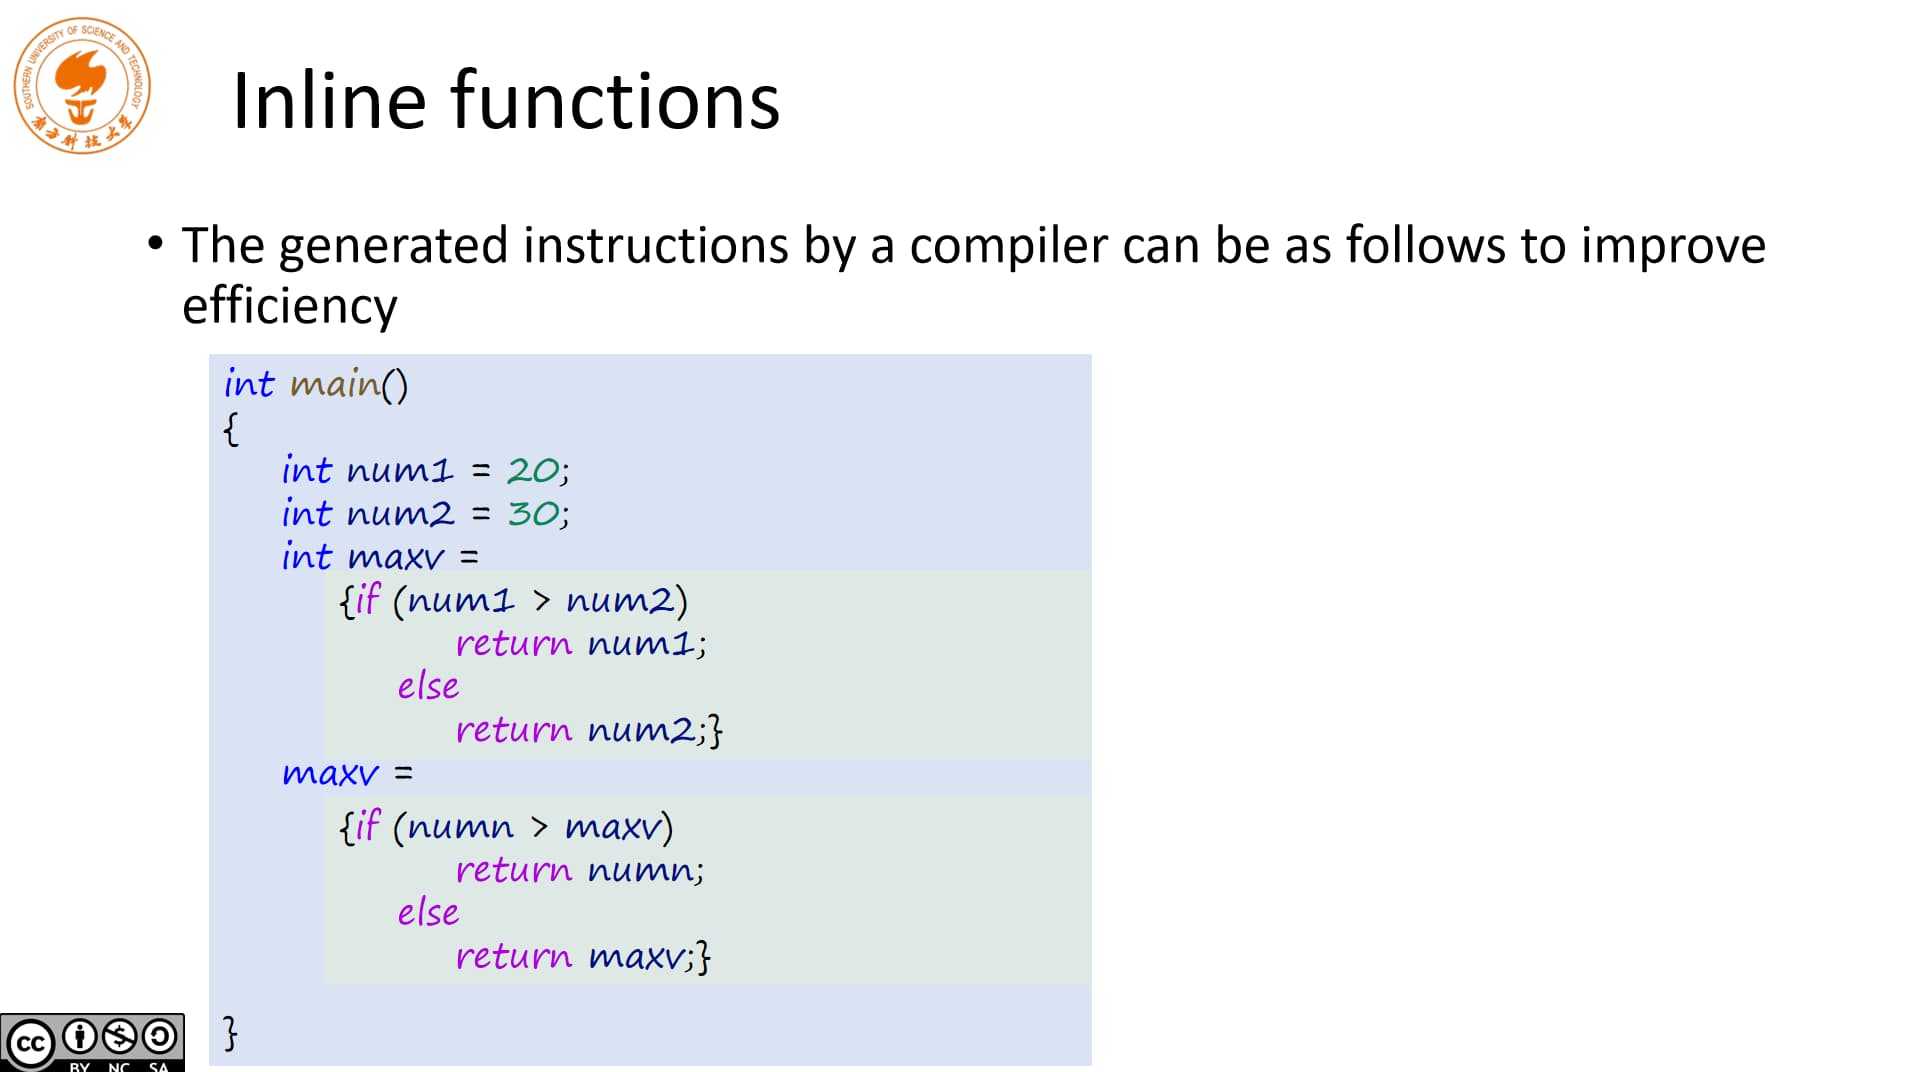 SOUTHERN UNIVERSITY OF SCIENCE AND TECHNOLOGY
南方科技大学
Inline functions
• The generated instructions by a compiler can be as follows to improve
efficiency
int main()
{
int num1 = 20;
int num2 = 30;
int maxv =
{if (num1 > num2)
return num1;
else
return num2;}
maxv =
{if (numn > maxv)
return numn;
else
return maxv;}
}
cc
BY NC SA